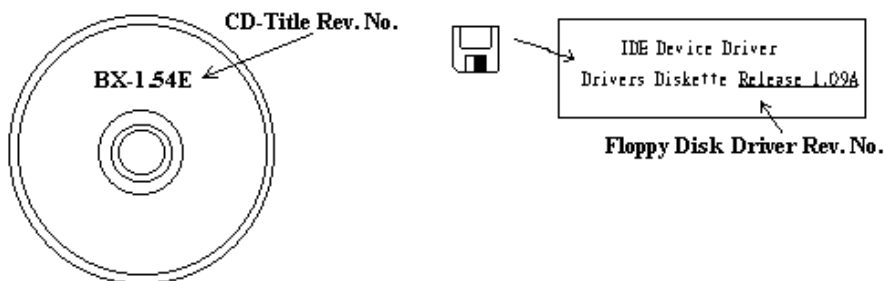 CD-Title Rev. No.
BX-1.54E
IDE Device Driver
Drivers Diskette Release 1.09A
Floppy Disk Driver Rev. No.